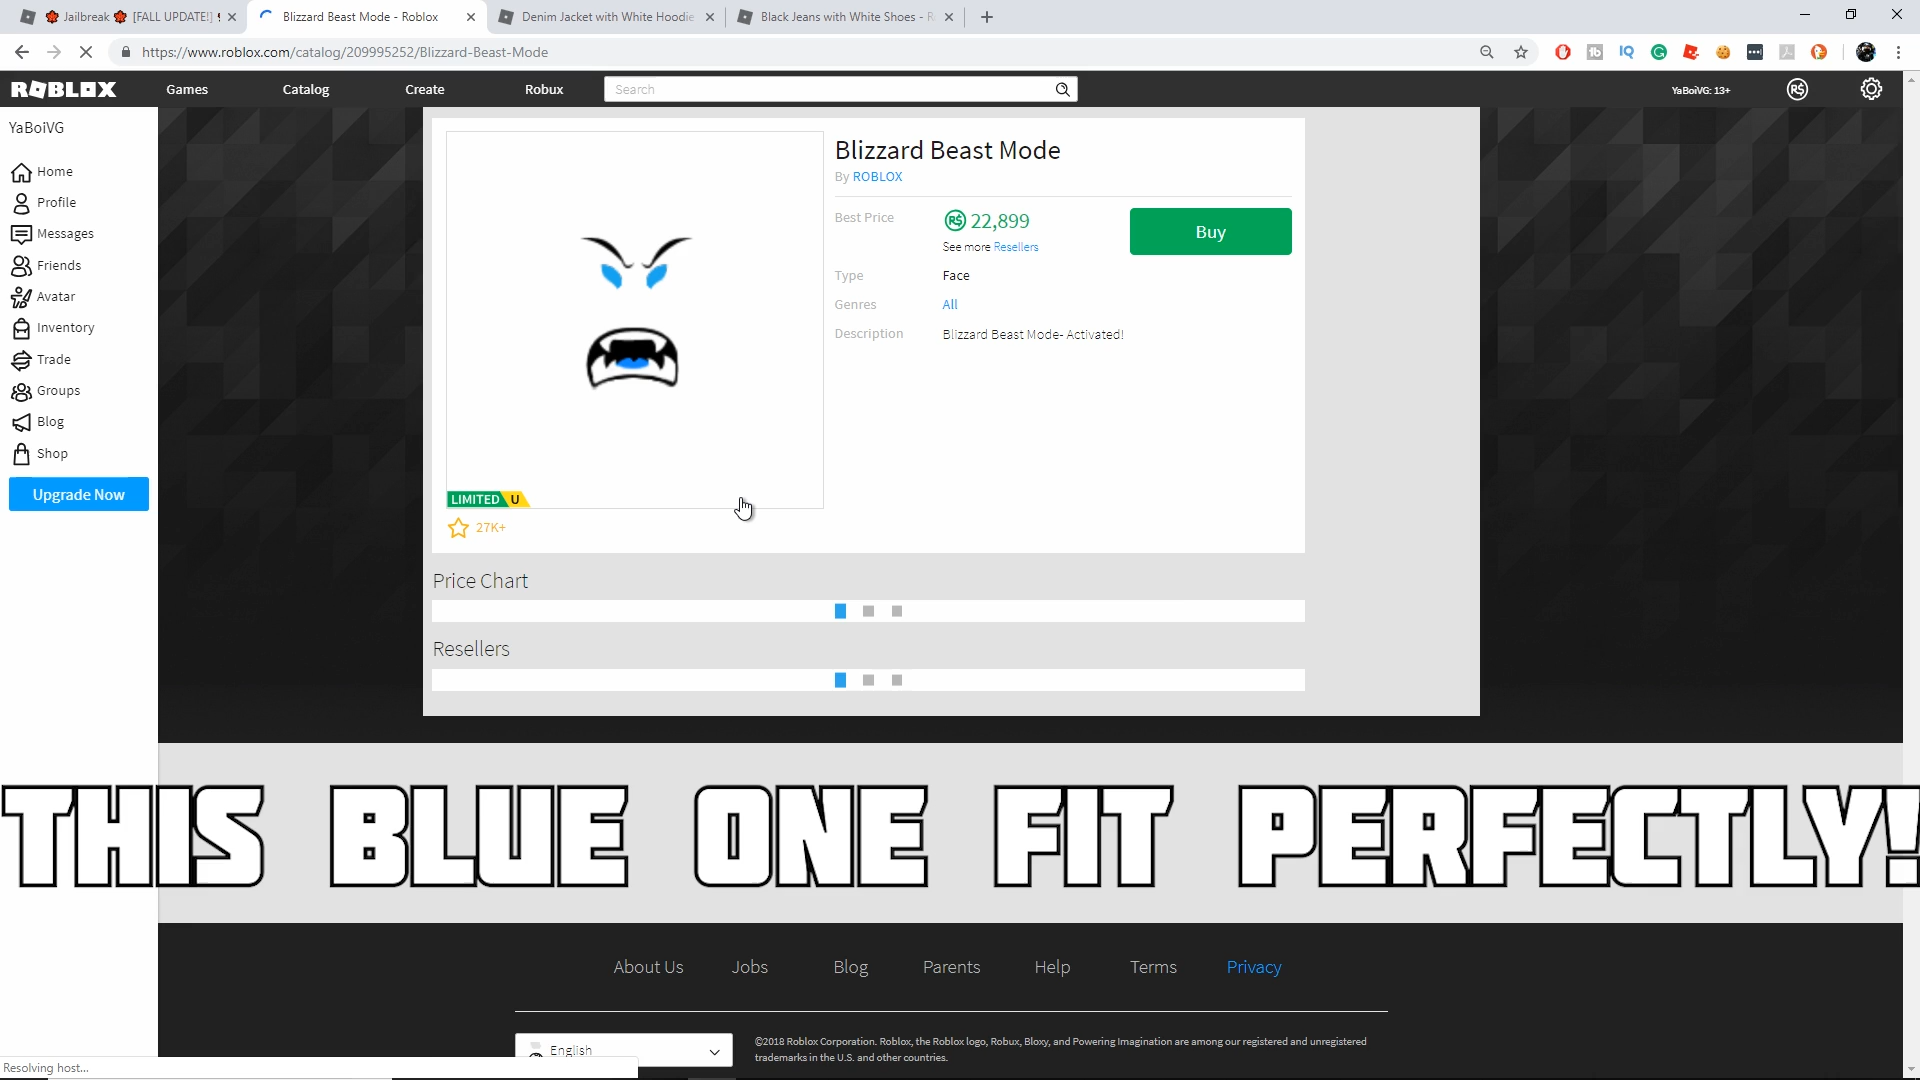 Jailbreak [FALL UPDATE!]
Blizzard Beast Mode - Roblox
Denim Jacket with White Hoodie
Black Jeans with White Shoes - R
https://www.roblox.com/catalog/209995252/Blizzard-Beast-Mode
ROBLOX
Games
Catalog
Create
Robux
Search
YaBoiVG: 13+
R$
YaBoiVG
Home
Profile
Messages
Friends
Avatar
Inventory
Trade
Groups
Blog
Shop
Upgrade Now
LIMITED U
27K+
Blizzard Beast Mode
By ROBLOX
Best Price
R$ 22,899
Buy
See more Resellers
Type Face
Genres All
Description Blizzard Beast Mode- Activated!
Price Chart
Resellers
THIS BLUE ONE FIT PERFECTLY!
About Us
Jobs
Blog
Parents
Help
Terms
Privacy
English
©2018 Roblox Corporation. Roblox, the Roblox logo, Robux, Bloxy, and Powering Imagination are among our registered and unregistered
trademarks in the U.S. and other countries.
Resolving host...